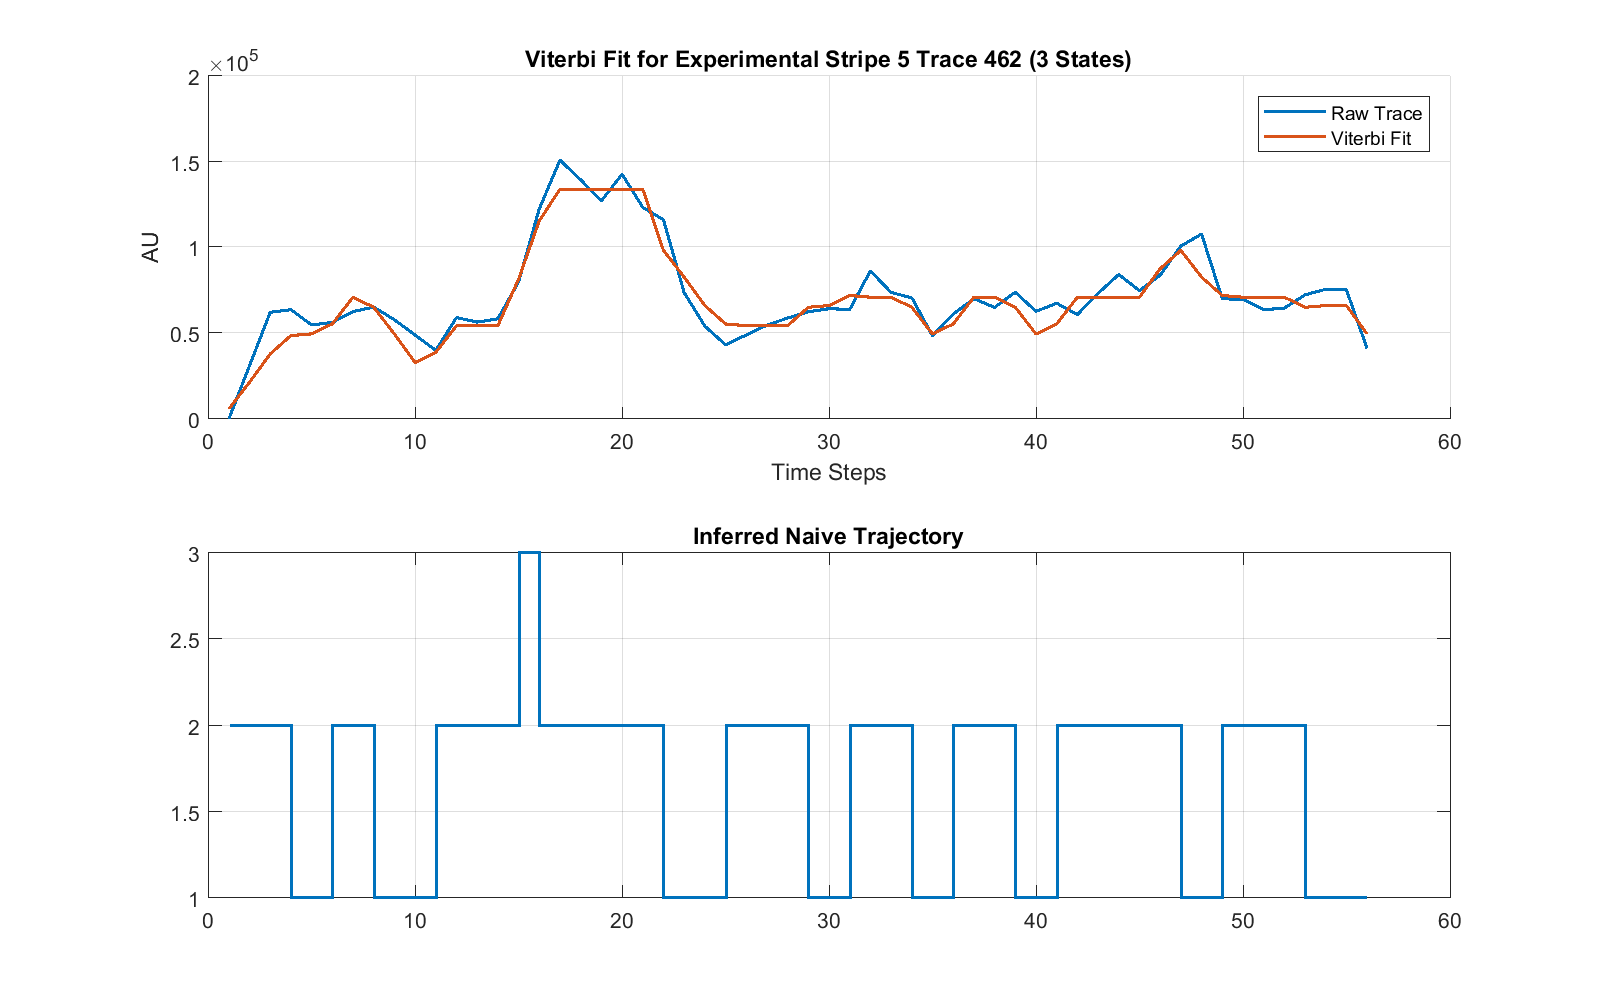 Viterbi Fit for Experimental Stripe 5 Trace 462 (3 States)
×10^5
2
1.5
1
0.5
0
AU
Raw Trace
Viterbi Fit
0 10 20 30 40 50 60
Time Steps
Inferred Naive Trajectory
3
2.5
2
1.5
1
0 10 20 30 40 50 60